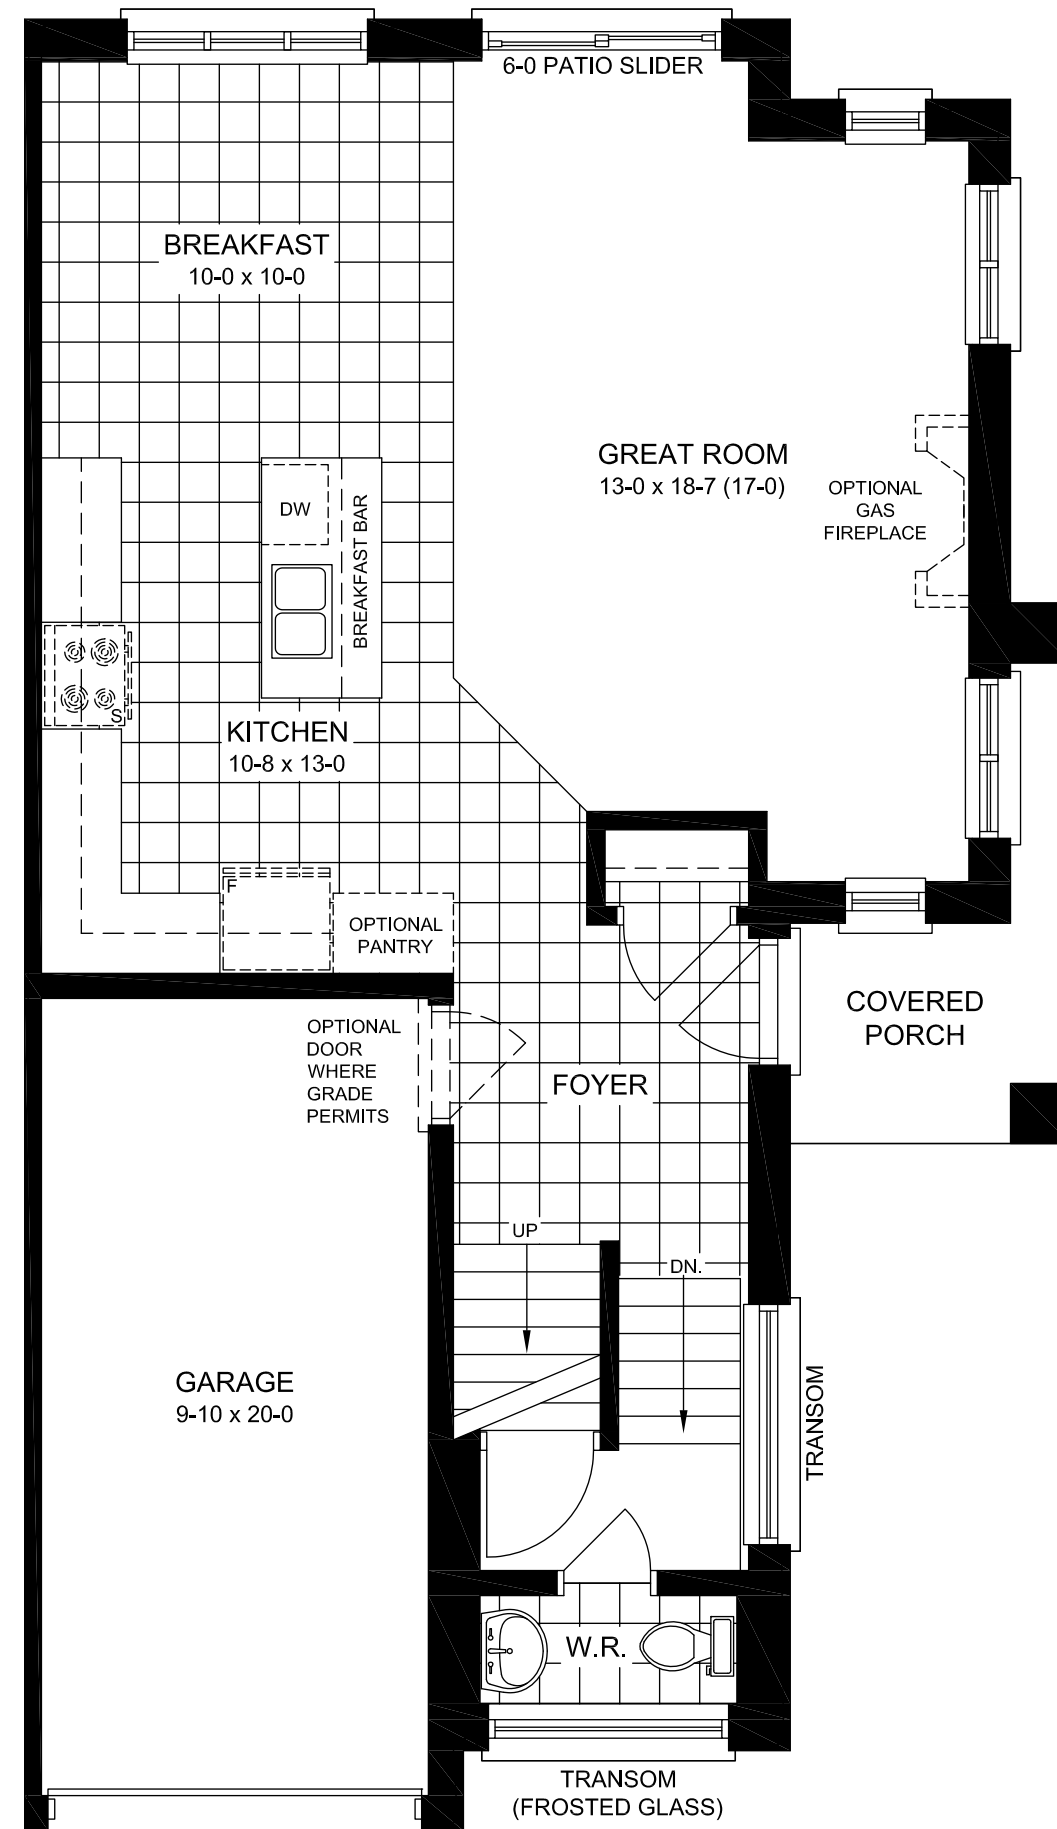 6-0 PATIO SLIDER
BREAKFAST
10-0 x 10-0
GREAT ROOM
13-0 x 18-7 (17-0)
OPTIONAL
GAS
FIREPLACE
DW
BREAKFAST BAR
S
KITCHEN
10-8 x 13-0
F
OPTIONAL
PANTRY
COVERED
PORCH
OPTIONAL
DOOR
WHERE
GRADE
PERMITS
FOYER
UP
DN.
GARAGE
9-10 x 20-0
TRANSOM
W.R.
TRANSOM
(FROSTED GLASS)